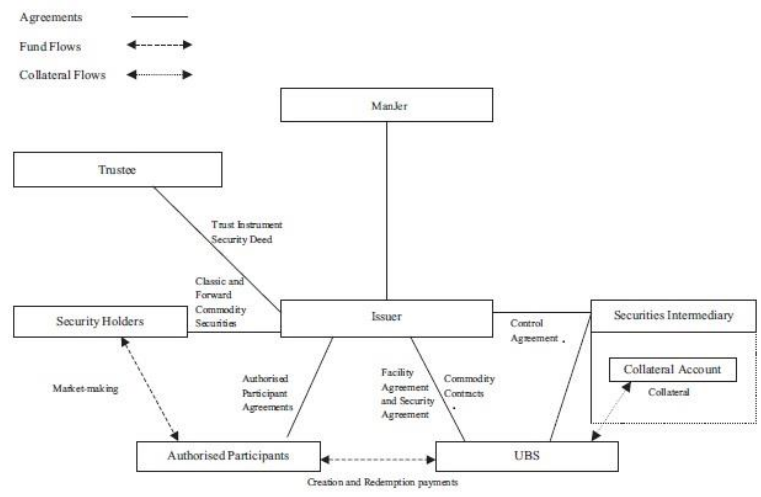 Agreements
Fund Flows
Collateral Flows
ManJer
Trustee
Trust Instrument
Security Deed
Classic and
Forward
Commodity
Securities
Security Holders
Issuer
Control
Agreement .
Securities Intermediary
Collateral Account
Collateral
Market-making
Authorised
Participant
Agreements
Facility
Agreement
and Security
Agreement
Commodity
Contracts
.
Authorised Participants
UBS
Creation and Redemption payments